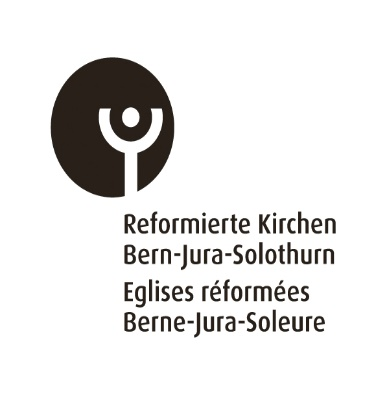 Reformierte Kirchen
Bern-Jura-Solothurn
Eglises réformées
Berne-Jura-Soleure